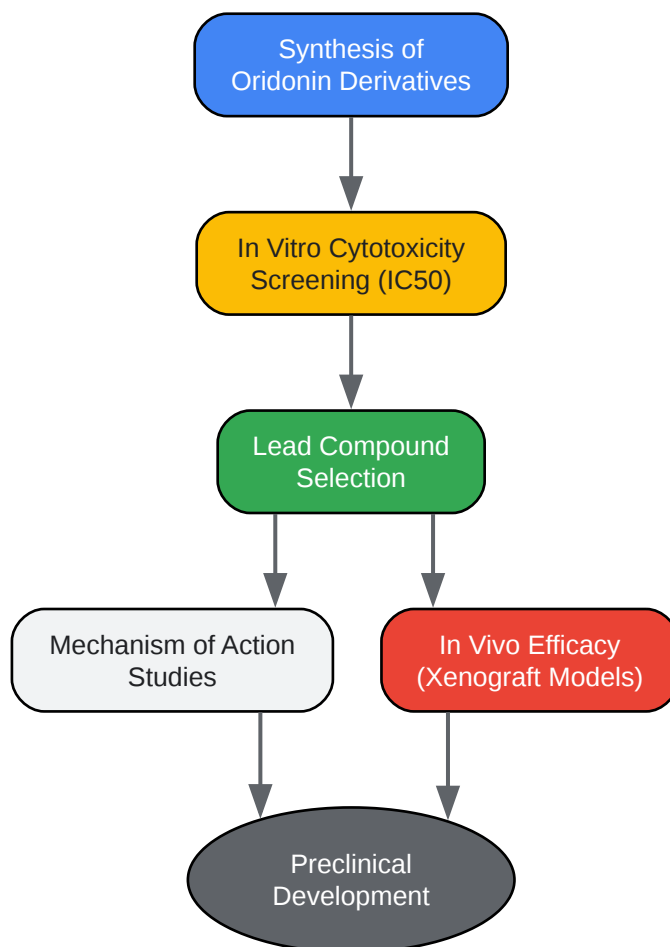 Synthesis of
Oridonin Derivatives
In Vitro Cytotoxicity
Screening (IC50)
Lead Compound
Selection
Mechanism of Action
Studies
In Vivo Efficacy
(Xenograft Models)
Preclinical
Development